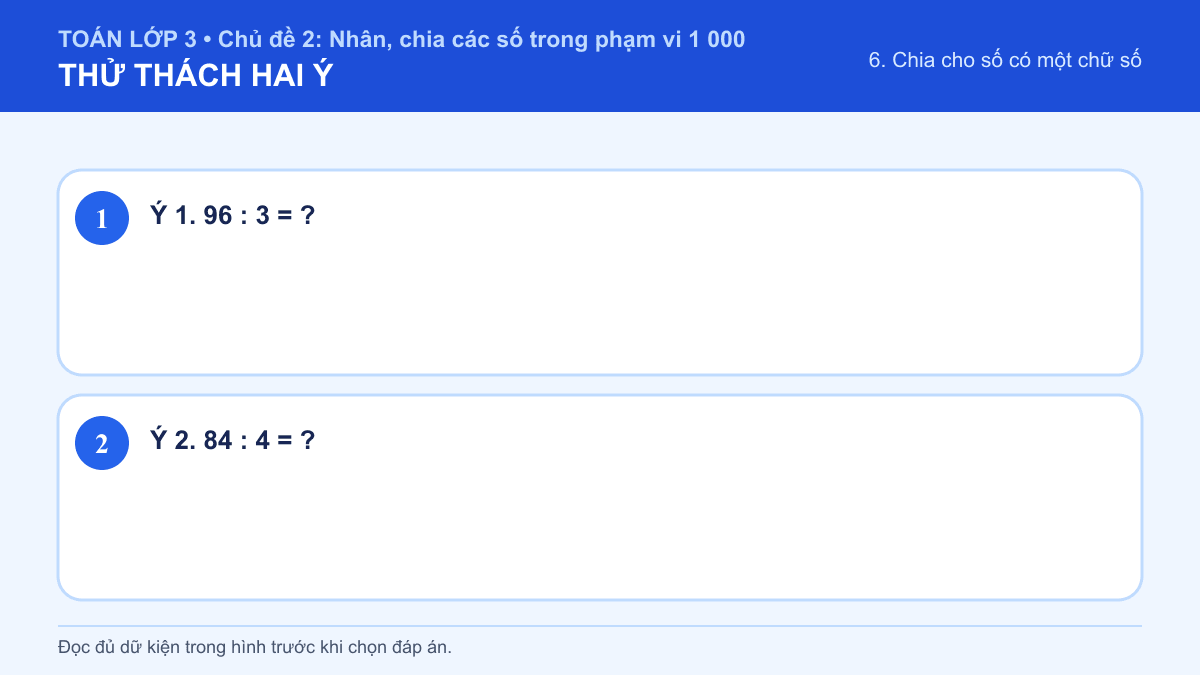 TOÁN LỚP 3 • Chủ đề 2: Nhân, chia các số trong phạm vi 1 000
THỬ THÁCH HAI Ý
6. Chia cho số có một chữ số
1
Ý 1. 96 : 3 = ?
2
Ý 2. 84 : 4 = ?
Đọc đủ dữ kiện trong hình trước khi chọn đáp án.